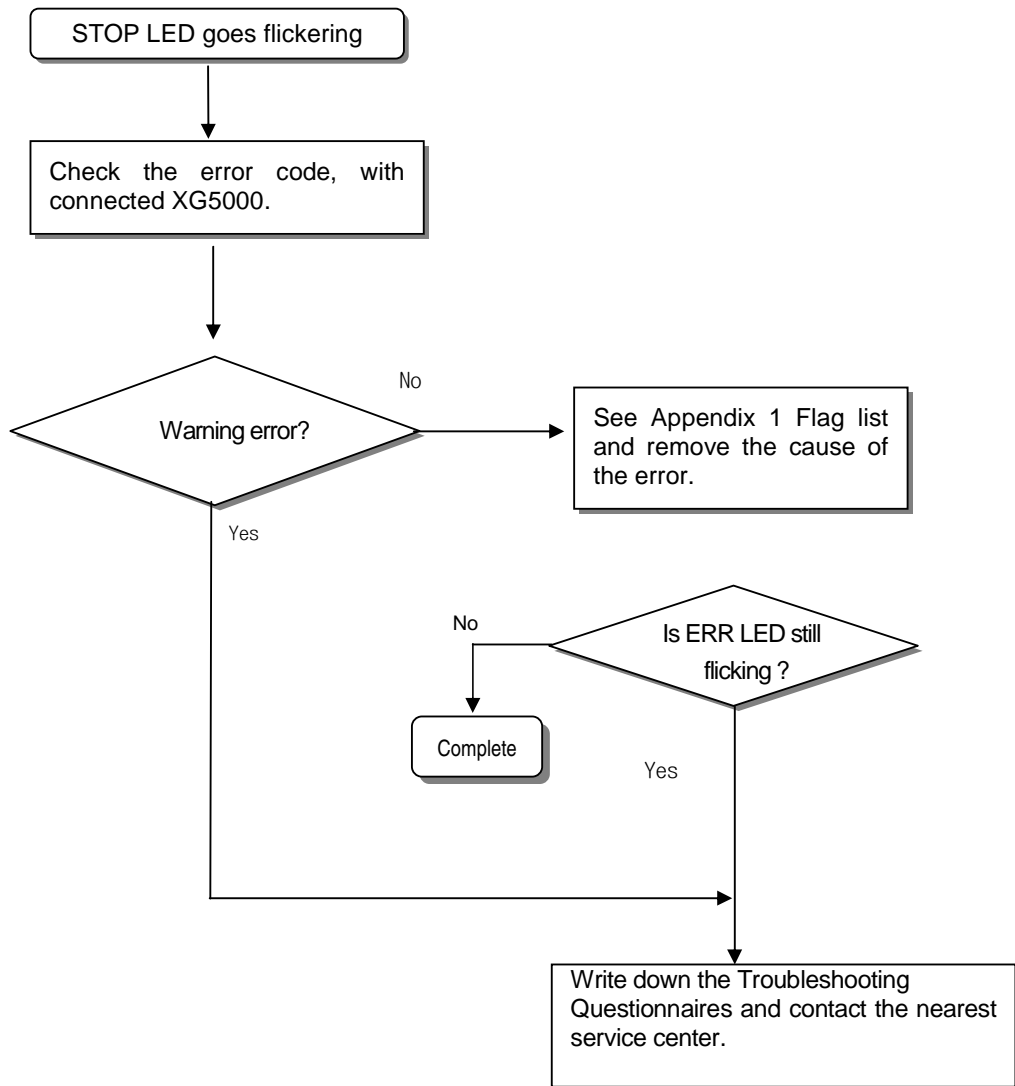 STOP LED goes flickering
Check the error code, with
connected XG5000.
No
Warning error?
See Appendix 1 Flag list
and remove the cause of
the error.
Yes
No
Is ERR LED still
flicking ?
Complete
Yes
Write down the Troubleshooting
Questionnaires and contact the nearest
service center.